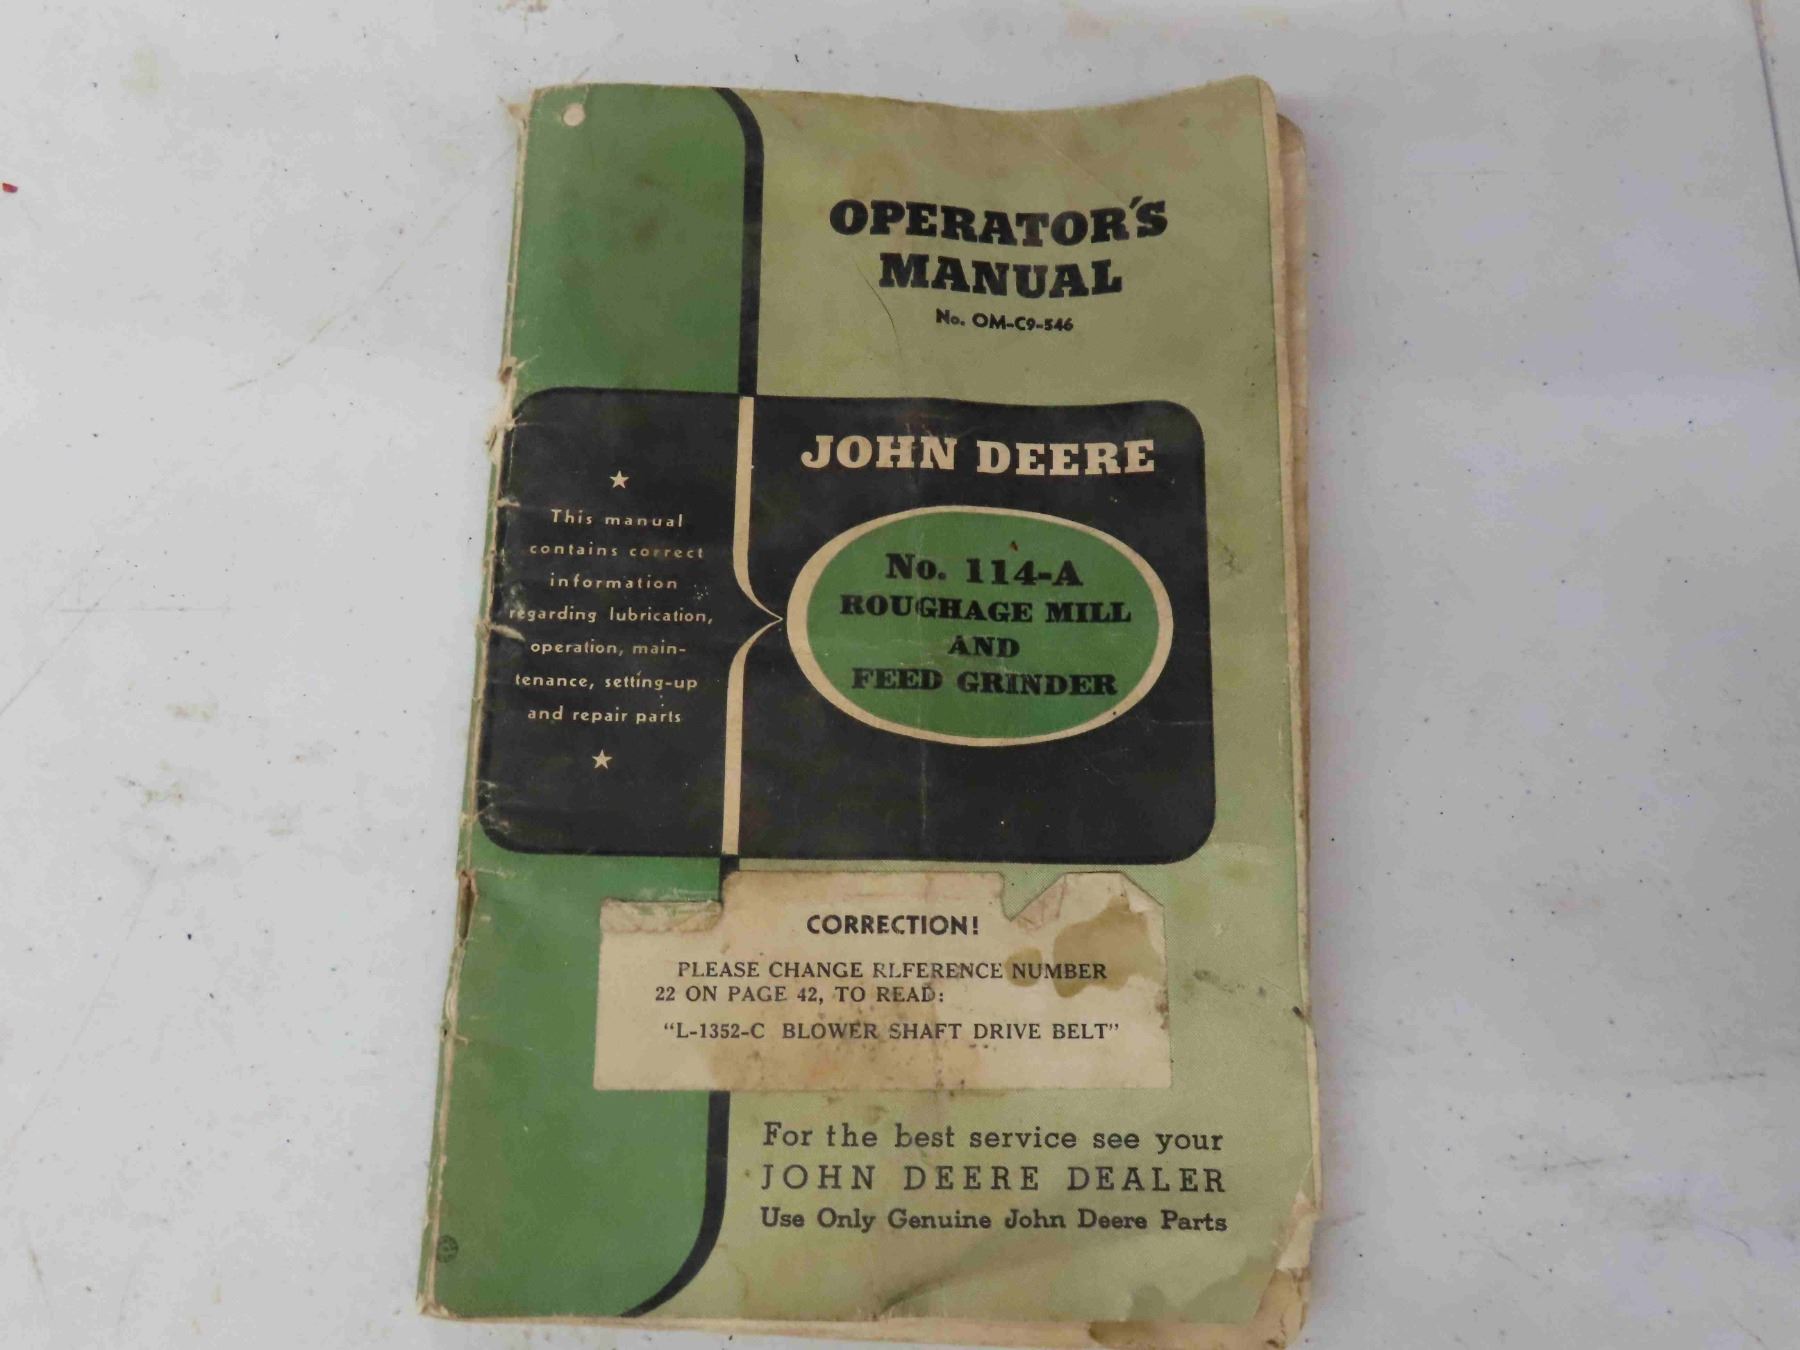 OPERATOR'S
MANUAL
No. OM-C9-546
JOHN DEERE
No. 114-A
ROUGHAGE MILL
AND
FEED GRINDER
This manual
contains correct
information
regarding lubrication,
operation, main-
tenance, setting-up
and repair parts
CORRECTION!
PLEASE CHANGE RLFERENCE NUMBER
22 ON PAGE 42, TO READ:
"L-1352-C BLOWER SHAFT DRIVE BELT"
For the best service see your
JOHN DEERE DEALER
Use Only Genuine John Deere Parts